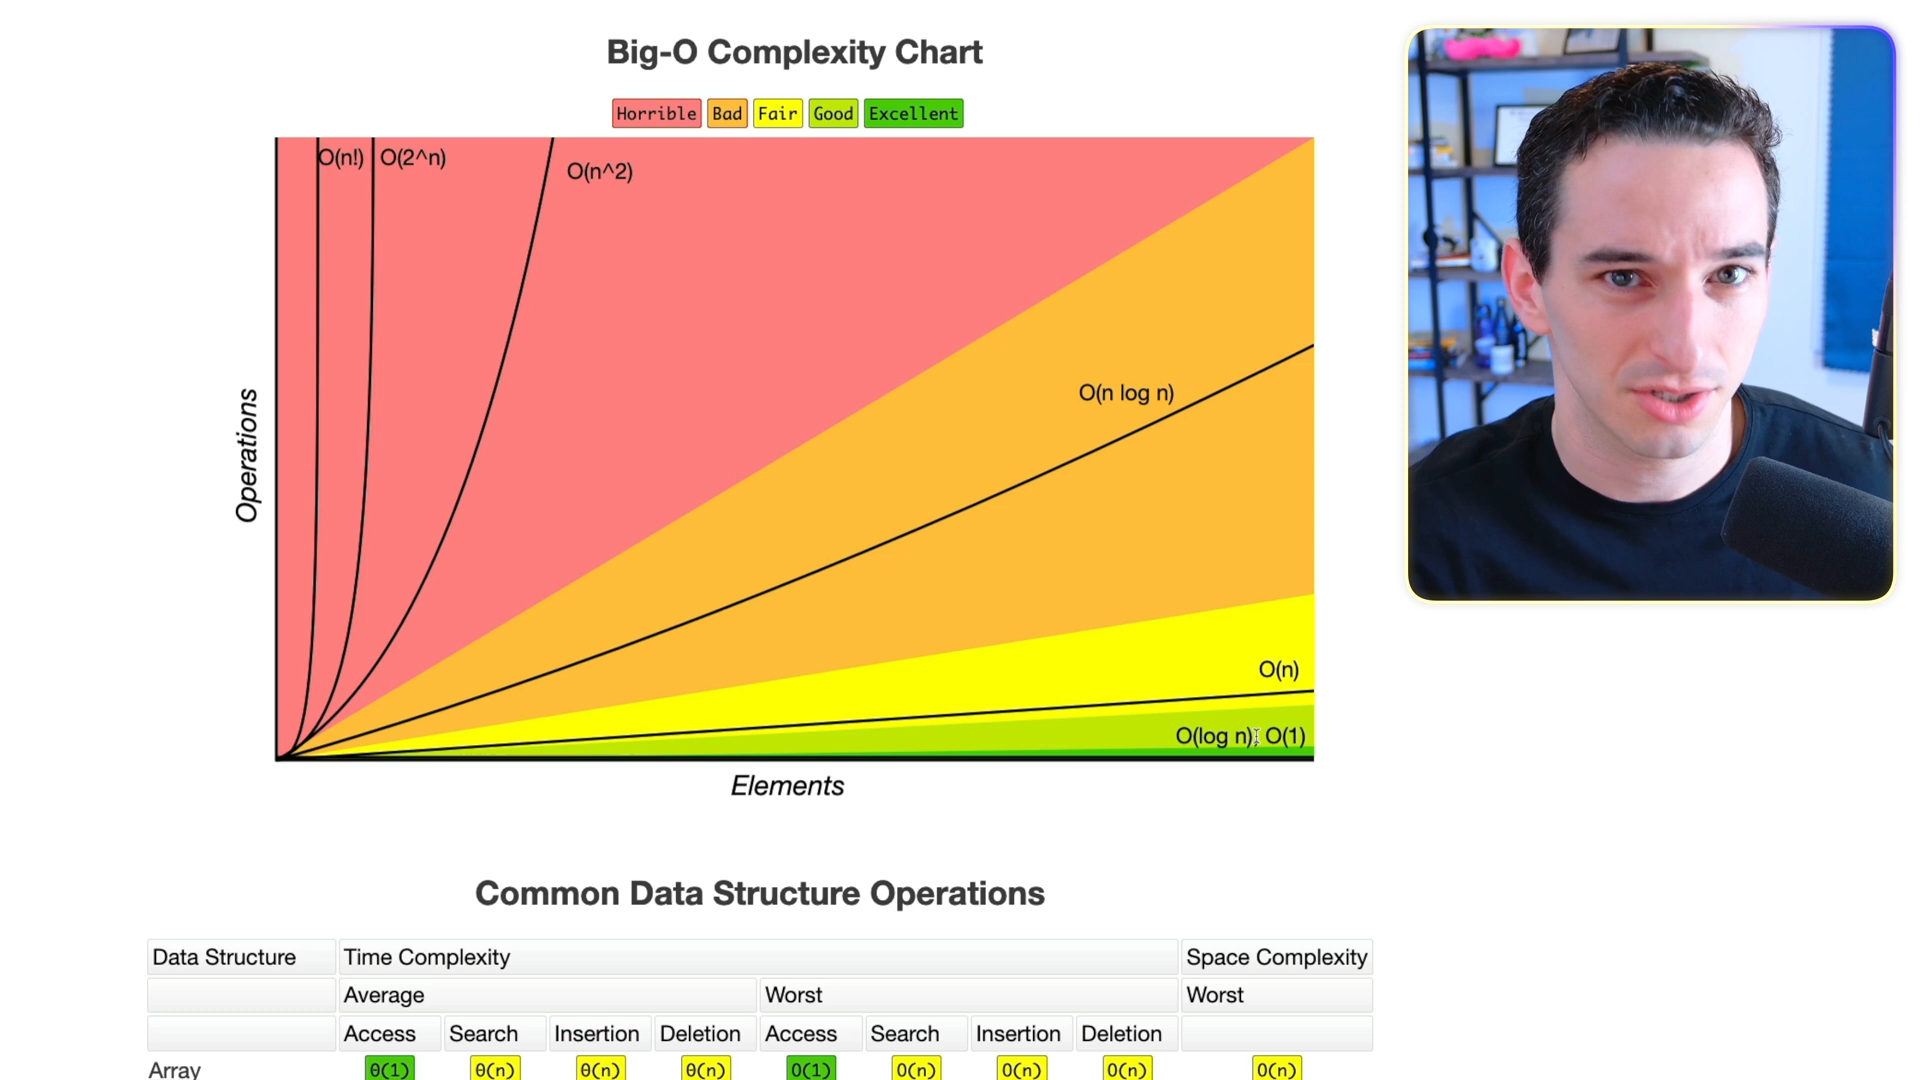 Big-O Complexity Chart
Horrible Bad Fair Good Excellent
O(n!) O(2^n)
O(n^2)
O(n log n)
Operations
O(n)
O(log n), O(1)
Elements
Common Data Structure Operations
Data Structure Time Complexity Space Complexity
Average Worst Worst
Access Search Insertion Deletion Access Search Insertion Deletion
Array Θ(1) Θ(n) Θ(n) Θ(n) O(1) O(n) O(n) O(n) O(n)